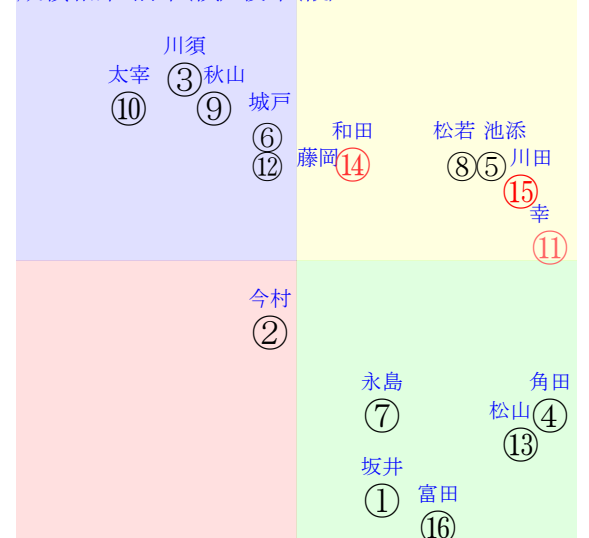 川須
太宰 ③ 秋山
⑩ ⑨ 城戸
⑥ 和田 松若 池添
⑫ 藤岡 ⑭ ⑧ ⑤ 川田
⑮
幸
⑪
今村
②
永島 角田
⑦ 松山 ④
⑬
坂井
① 富田
⑯